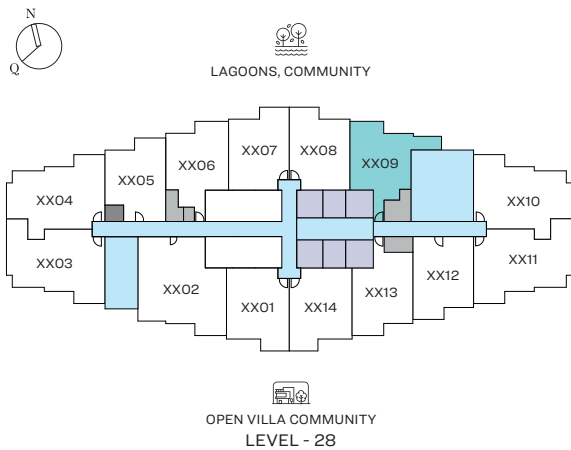 N
Q
LAGOONS, COMMUNITY
XX07
XX08
XX06
XX09
XX05
XX04
XX10
XX03
XX11
XX02
XX12
XX13
XX01
XX14
OPEN VILLA COMMUNITY
LEVEL - 28